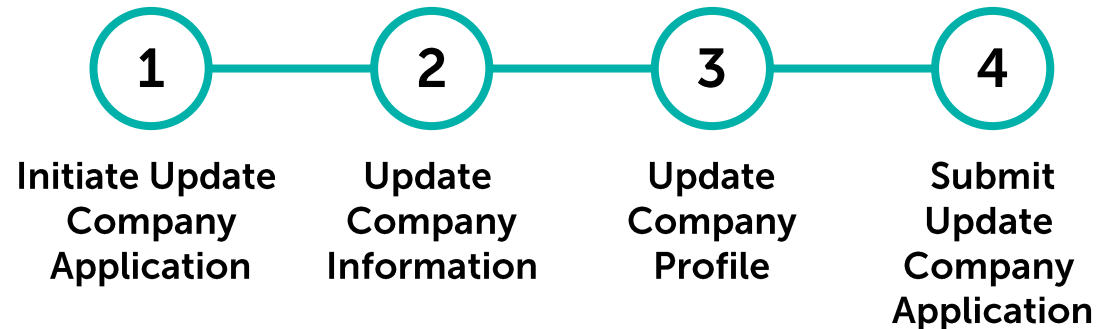 1
Initiate Update
Company
Application
2
Update
Company
Information
3
Update
Company
Profile
4
Submit
Update
Company
Application